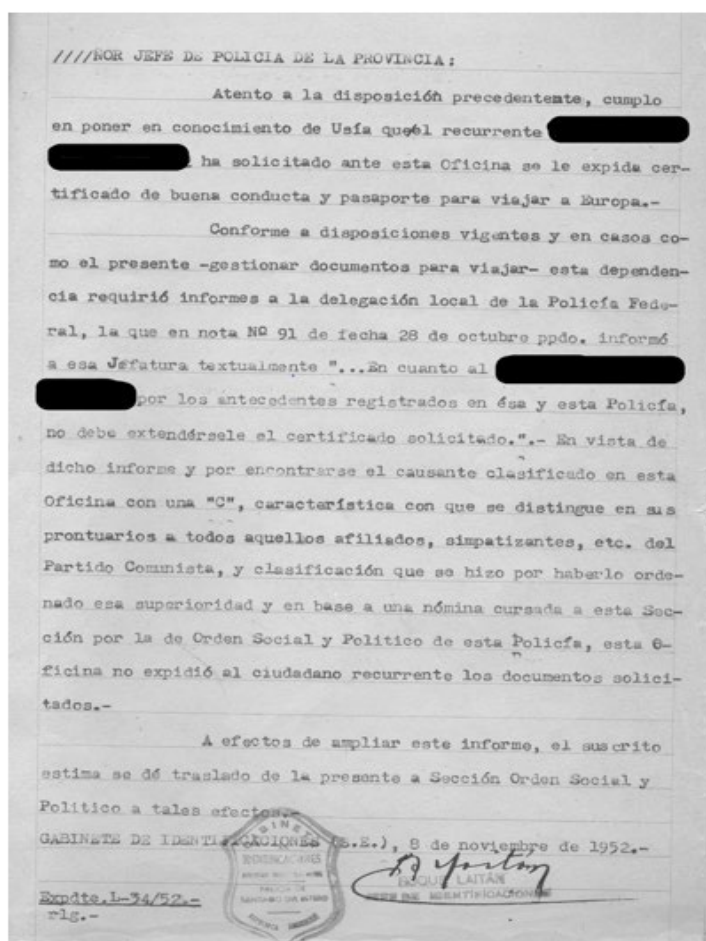 ////ÑOR JEFE DE POLICIA DE LA PROVINCIA:
Atento a la disposición precedentemte, cumplo
en poner en conocimiento de Usía que el recurrente
ha solicitado ante esta Oficina se le expida cer-
tificado de buena conducta y pasaporte para viajar a Europa.-
Conforme a disposiciones vigentes y en casos co-
mo el presente -gestionar documentos para viajar- esta dependen-
cia requirió informes a la delegación local de la Policía Fede-
ral, la que en nota Nº 91 de fecha 28 de octubre ppdo. informó
a esa Jefatura textualmente "...En cuanto al
por los antecedentes registrados en ésa y esta Policía,
no debe extendérsele el certificado solicitado.".- En vista de
dicho informe y por encontrarse el causante clasificado en esta
Oficina con una "C", característica con que se distingue en sus
prontuarios a todos aquellos afiliados, simpatizantes, etc. del
Partido Comunista, y clasificación que se hizo por haberlo orde-
nado esa superioridad y en base a una nómina cursada a esta Sec-
ción por la de Orden Social y Politico de esta Policía, esta O-
ficina no expidió al ciudadano recurrente los documentos solici-
tados.-
A efectos de ampliar este informe, el suscrito
estima se dé traslado de la presente a Sección Orden Social y
Politico a tales efectos.-
GABINETE DE IDENTIFICACIONES (S.E.), 8 de noviembre de 1952.-
ROQUE LAITÁN
JEFE DE IDENTIFICACIONES
Expdte.L-34/52.-
rlg.-